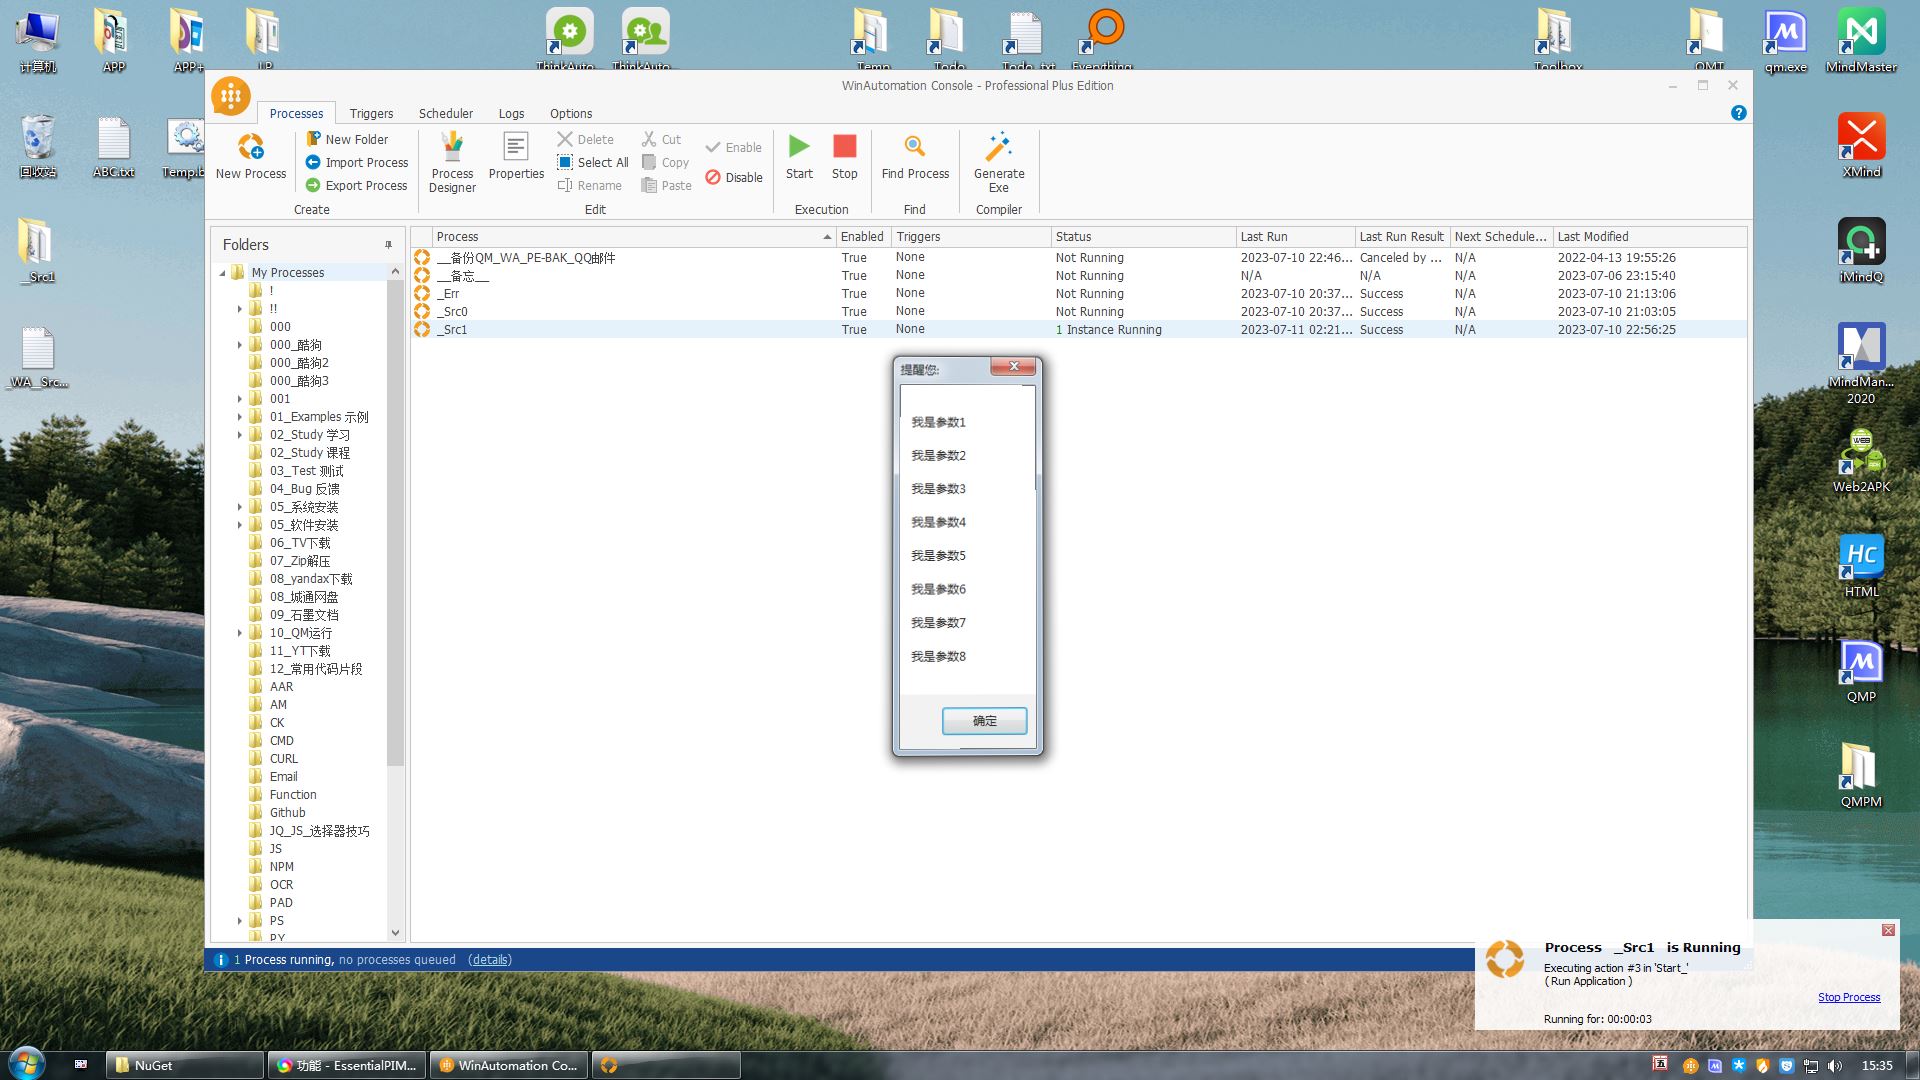 计算机
APP
APP+
LP
ThinkAuto...
ThinkAuto...
Temp
Todo
Todo .txt
Everything
Toolbox
QMT
qm.exe
MindMaster
WinAutomation Console - Professional Plus Edition
Processes
Triggers
Scheduler
Logs
Options
New Process
New Folder
Import Process
Export Process
Create
Process Designer
Properties
Delete
Select All
Rename
Cut
Copy
Paste
Enable
Disable
Edit
Start
Stop
Execution
Find Process
Find
Generate Exe
Compiler
回收站
ABC.txt
Temp.b
XMind
__Src1
_WA__Src...
iMindQ
MindMan... 2020
WEB
Web2APK
HC
HTML
QMP
QMPM
Folders
My Processes
!
!!
000
000_酷狗
000_酷狗2
000_酷狗3
001
01_Examples 示例
02_Study 学习
02_Study 课程
03_Test 测试
04_Bug 反馈
05_系统安装
05_软件安装
06_TV下载
07_Zip解压
08_yandax下载
08_城通网盘
09_石墨文档
10_QM运行
11_YT下载
12_常用代码片段
AAR
AM
CK
CMD
CURL
Email
Function
Github
JQ_JS_选择器技巧
JS
NPM
OCR
PAD
PS
PY
Process Enabled Triggers Status Last Run Last Run Result Next Schedule... Last Modified
__备份QM_WA_PE-BAK_QQ邮件 True None Not Running 2023-07-10 22:46... Canceled by ... N/A 2022-04-13 19:55:26
__备忘__ True None Not Running N/A N/A N/A 2023-07-06 23:15:40
_Err True None Not Running 2023-07-10 20:37... Success N/A 2023-07-10 21:13:06
_Src0 True None Not Running 2023-07-10 20:37... Success N/A 2023-07-10 21:03:05
_Src1 True None 1 Instance Running 2023-07-11 02:21... Success N/A 2023-07-10 22:56:25
提醒您:
我是参数1
我是参数2
我是参数3
我是参数4
我是参数5
我是参数6
我是参数7
我是参数8
确定
1 Process running, no processes queued (details)
Process _Src1 is Running
Executing action #3 in 'Start_'
( Run Application )
Stop Process
Running for: 00:00:03
NuGet
功能 - EssentialPIM...
WinAutomation Co...
五
15:35